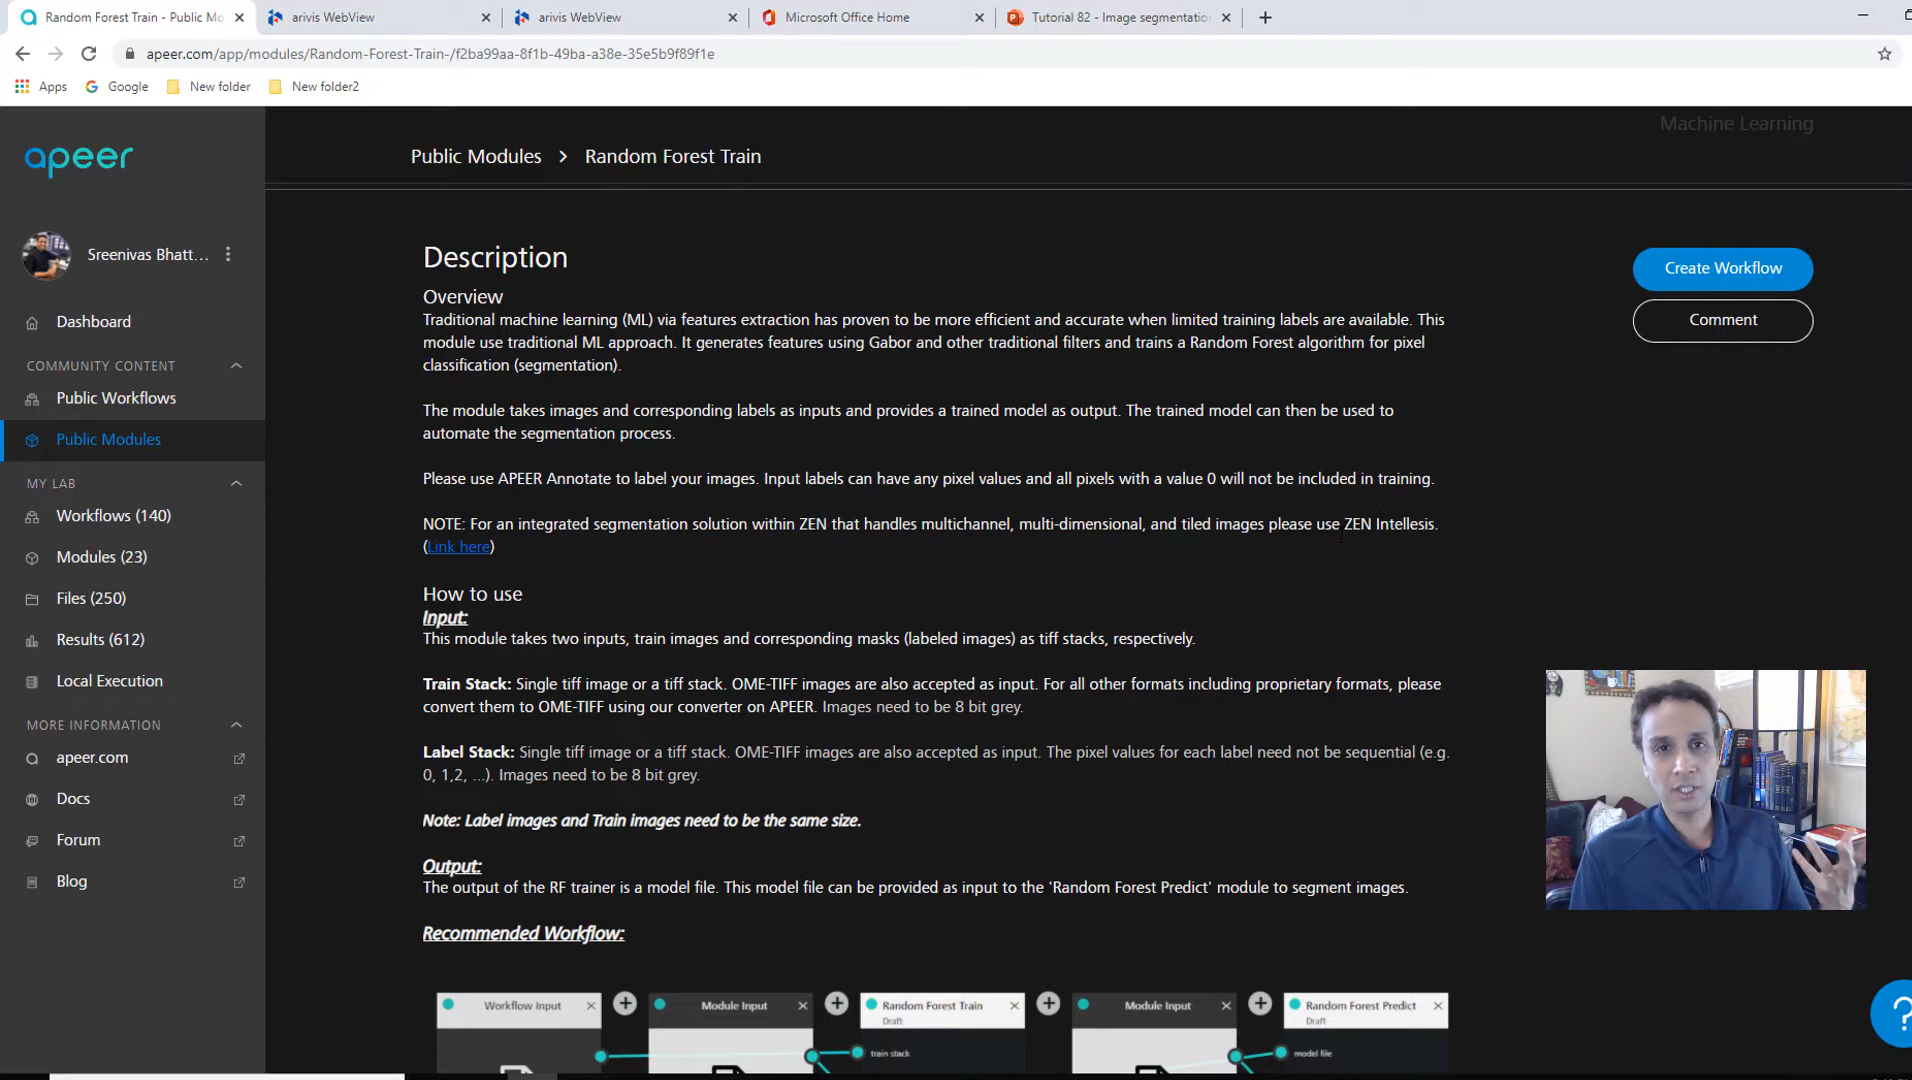 Random Forest Train - Public Mo
arivis WebView
arivis WebView
Microsoft Office Home
Tutorial 82 - Image segmentatio
apeer.com/app/modules/Random-Forest-Train-/f2ba99aa-8f1b-49ba-a38e-35e5b9f89f1e
Apps
Google
New folder
New folder2
apeer
Sreenivas Bhatt...
Dashboard
COMMUNITY CONTENT
Public Workflows
Public Modules
MY LAB
Workflows (140)
Modules (23)
Files (250)
Results (612)
Local Execution
MORE INFORMATION
apeer.com
Docs
Forum
Blog
Machine Learning
Public Modules > Random Forest Train
Create Workflow
Comment
Description
Overview
Traditional machine learning (ML) via features extraction has proven to be more efficient and accurate when limited training labels are available. This
module use traditional ML approach. It generates features using Gabor and other traditional filters and trains a Random Forest algorithm for pixel
classification (segmentation).
The module takes images and corresponding labels as inputs and provides a trained model as output. The trained model can then be used to
automate the segmentation process.
Please use APEER Annotate to label your images. Input labels can have any pixel values and all pixels with a value 0 will not be included in training.
NOTE: For an integrated segmentation solution within ZEN that handles multichannel, multi-dimensional, and tiled images please use ZEN Intellesis.
(Link here)
How to use
Input:
This module takes two inputs, train images and corresponding masks (labeled images) as tiff stacks, respectively.
Train Stack: Single tiff image or a tiff stack. OME-TIFF images are also accepted as input. For all other formats including proprietary formats, please
convert them to OME-TIFF using our converter on APEER. Images need to be 8 bit grey.
Label Stack: Single tiff image or a tiff stack. OME-TIFF images are also accepted as input. The pixel values for each label need not be sequential (e.g.
0, 1,2, ...). Images need to be 8 bit grey.
Note: Label images and Train images need to be the same size.
Output:
The output of the RF trainer is a model file. This model file can be provided as input to the 'Random Forest Predict' module to segment images.
Recommended Workflow:
Workflow Input
Module Input
Random Forest Train
Draft
train stack
Module Input
Random Forest Predict
Draft
model file
?